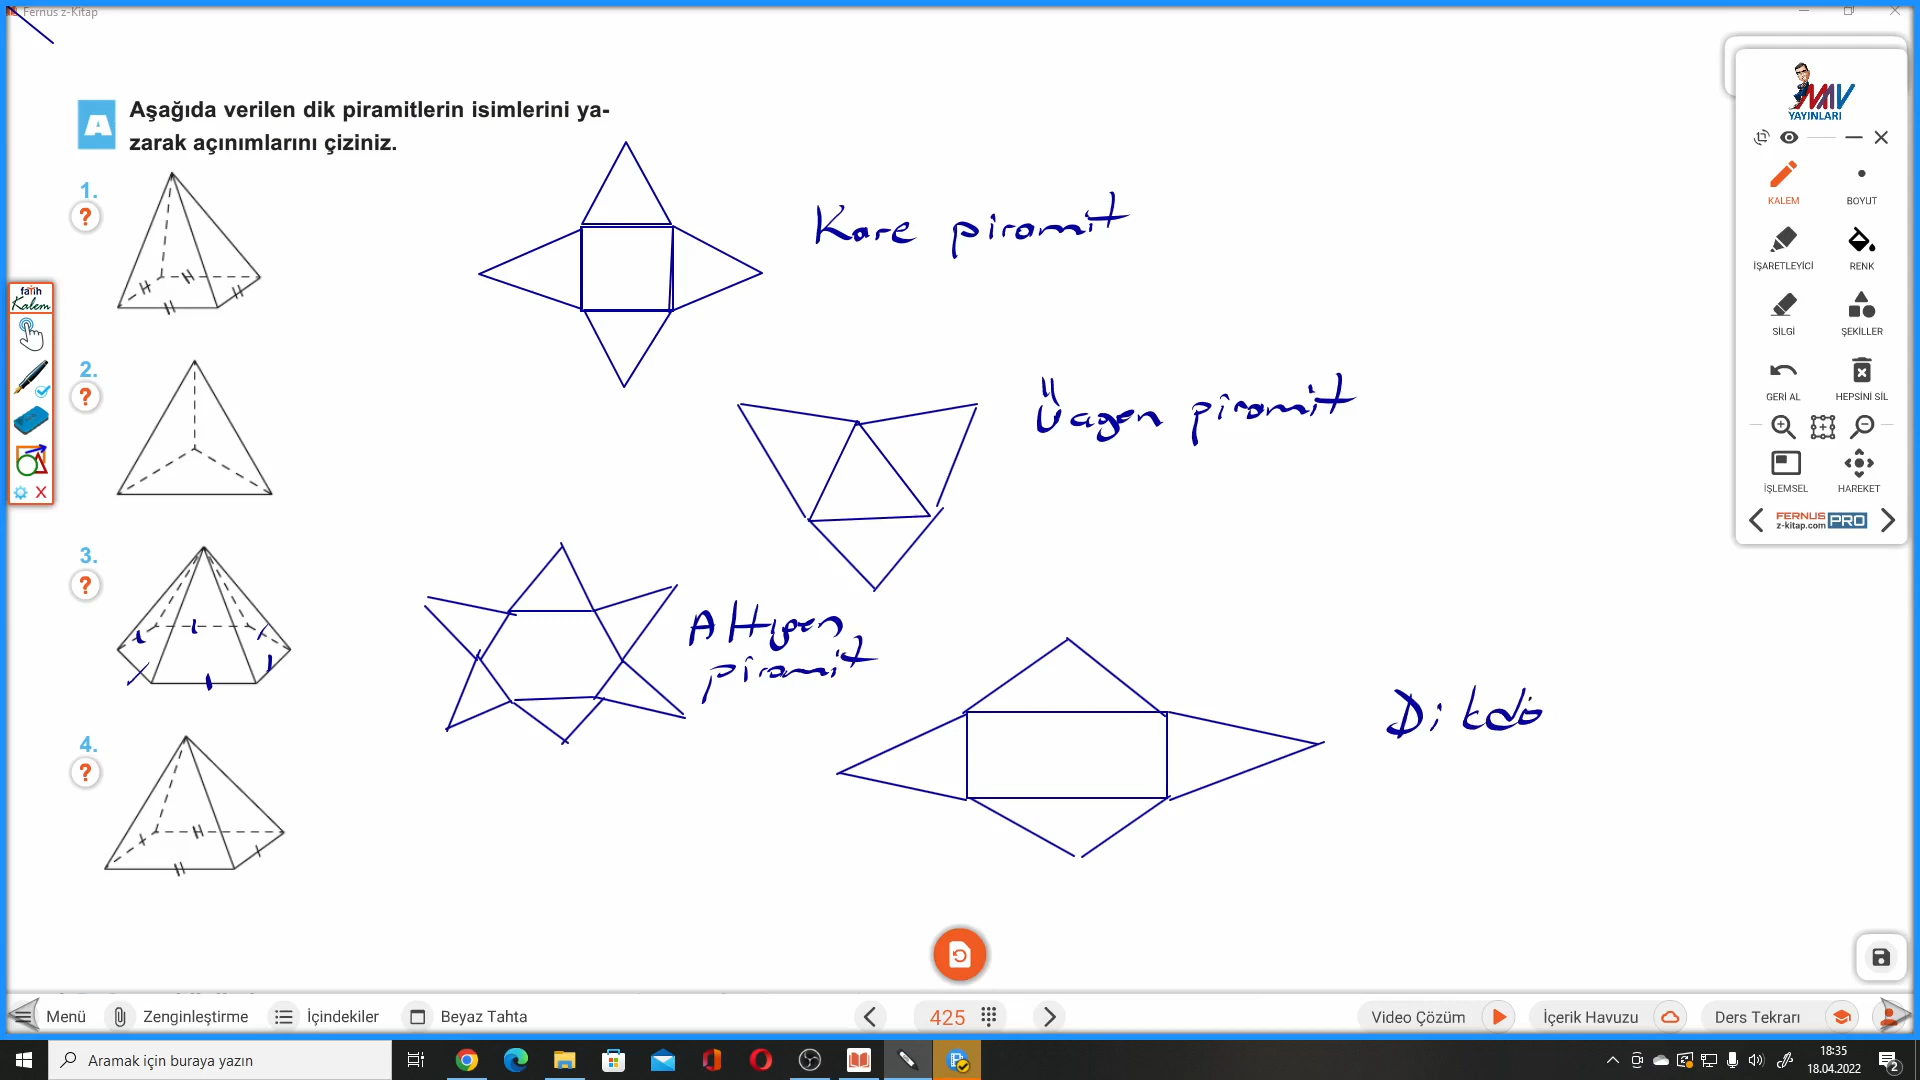 Fernus z-Kitap
A
Aşağıda verilen dik piramitlerin isimlerini ya-
zarak açınımlarını çiziniz.
1.
?
Kare piramit
2.
?
Üçgen piramit
3.
?
Altıgen
piramit
4.
?
Dikdö
fatih
Kalem
MAV
YAYINLARI
KALEM
BOYUT
İŞARETLEYİCİ
RENK
SİLGİ
ŞEKİLLER
GERİ AL
HEPSİNİ SİL
İŞLEMSEL
HAREKET
FERNUS
z-kitap.com PRO
Menü
Zenginleştirme
İçindekiler
Beyaz Tahta
425
Video Çözüm
İçerik Havuzu
Ders Tekrarı
Aramak için buraya yazın
18:35
18.04.2022
2